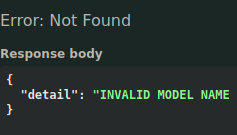 Error: Not Found
Response body
{
"detail": "INVALID MODEL NAME
}